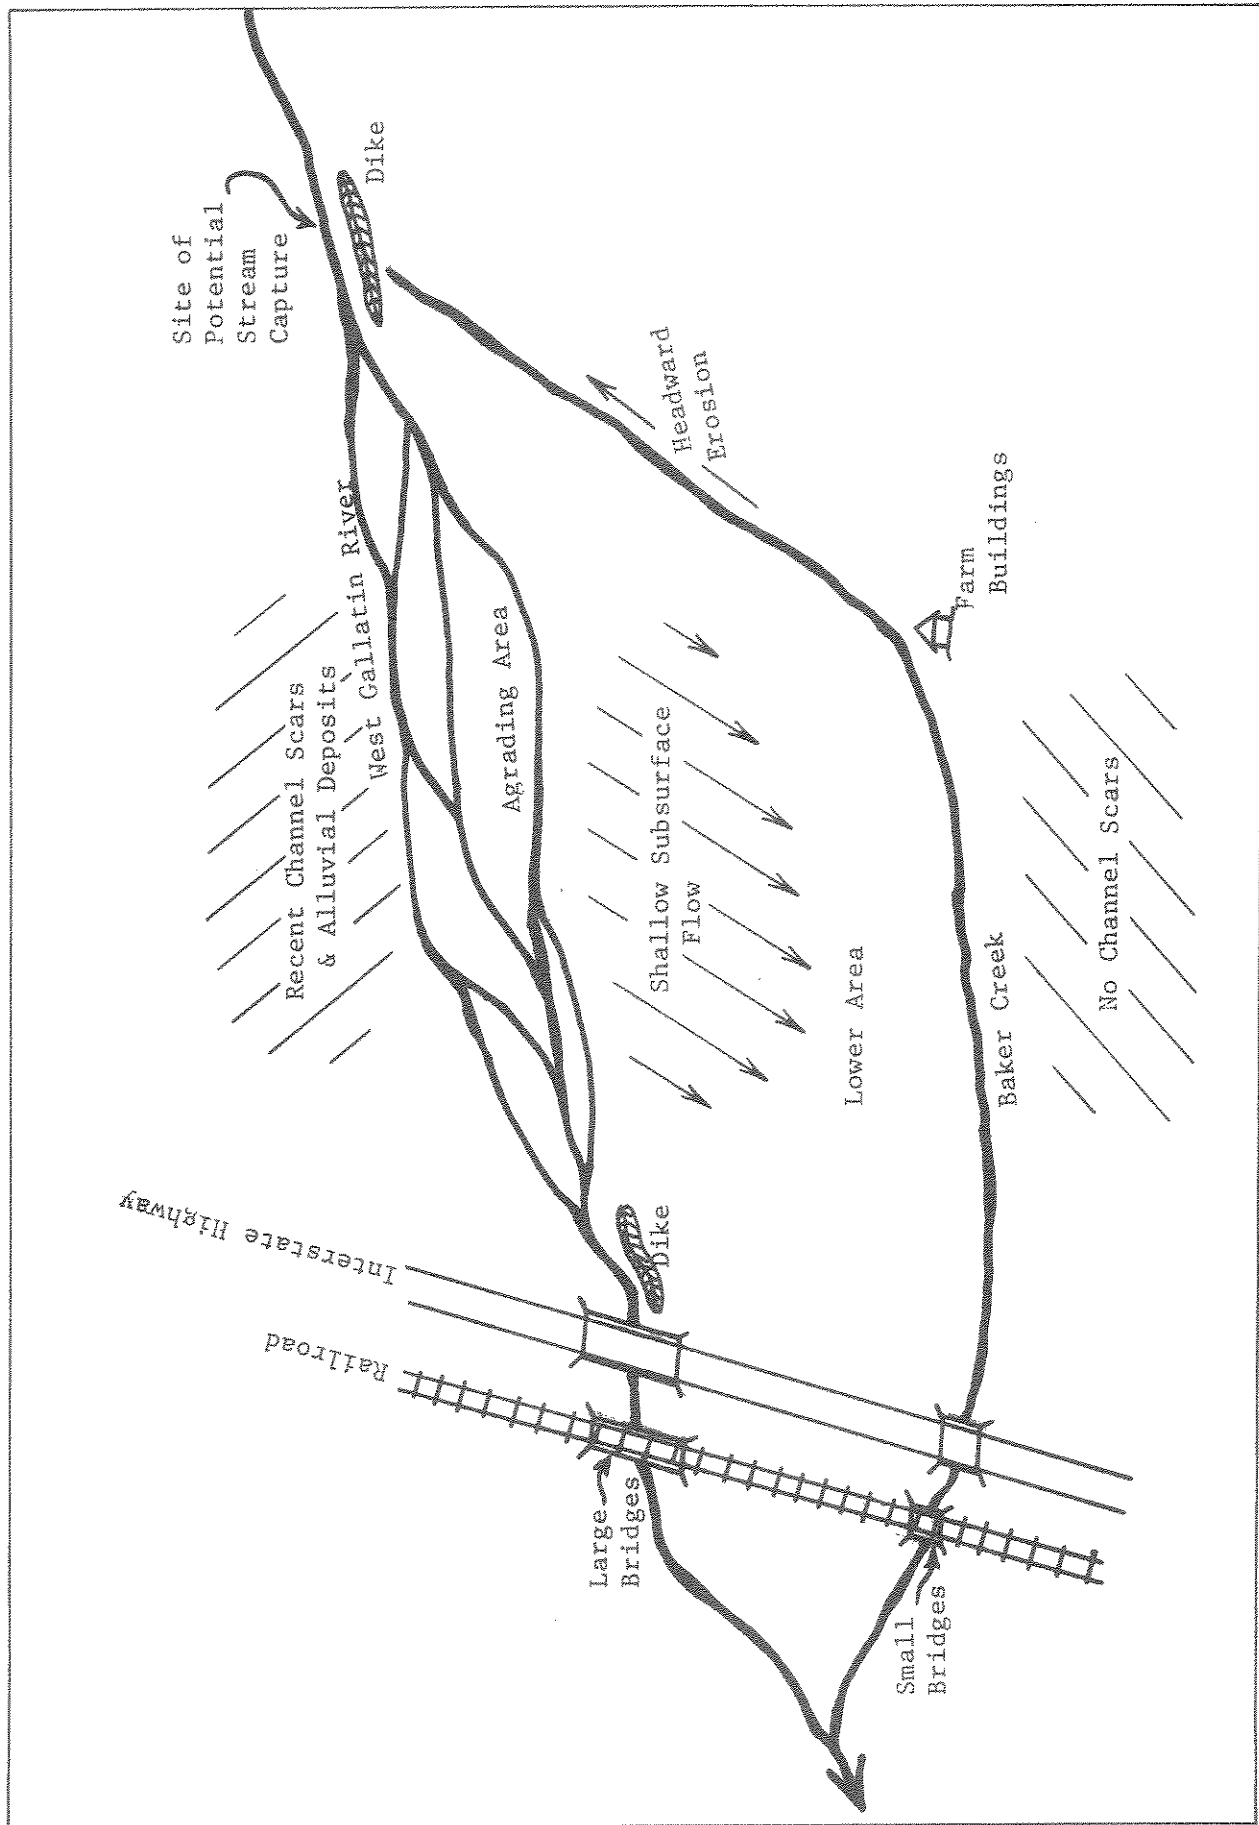 Site of
Potential
Stream
Capture
Dike
Recent Channel Scars
& Alluvial Deposits
West Gallatin River
Agrading Area
Headward
Erosion
Shallow Subsurface
Flow
Farm
Buildings
Lower Area
Baker Creek
No Channel Scars
Interstate Highway
Railroad
Dike
Large
Bridges
Small
Bridges